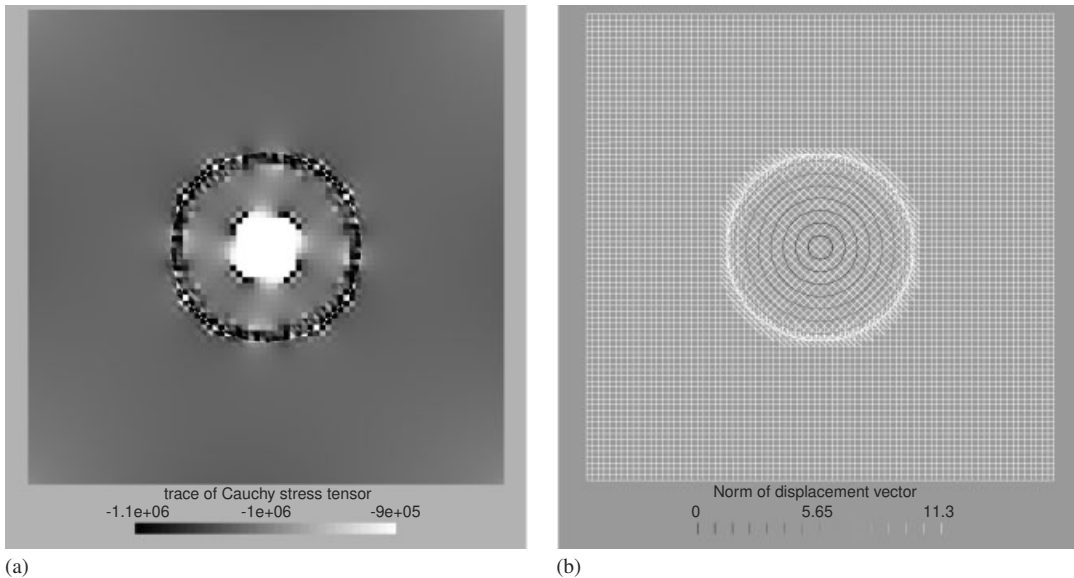 trace of Cauchy stress tensor
-1.1e+06 -1e+06 -9e+05
(a)
Norm of displacement vector
0 5.65 11.3
(b)